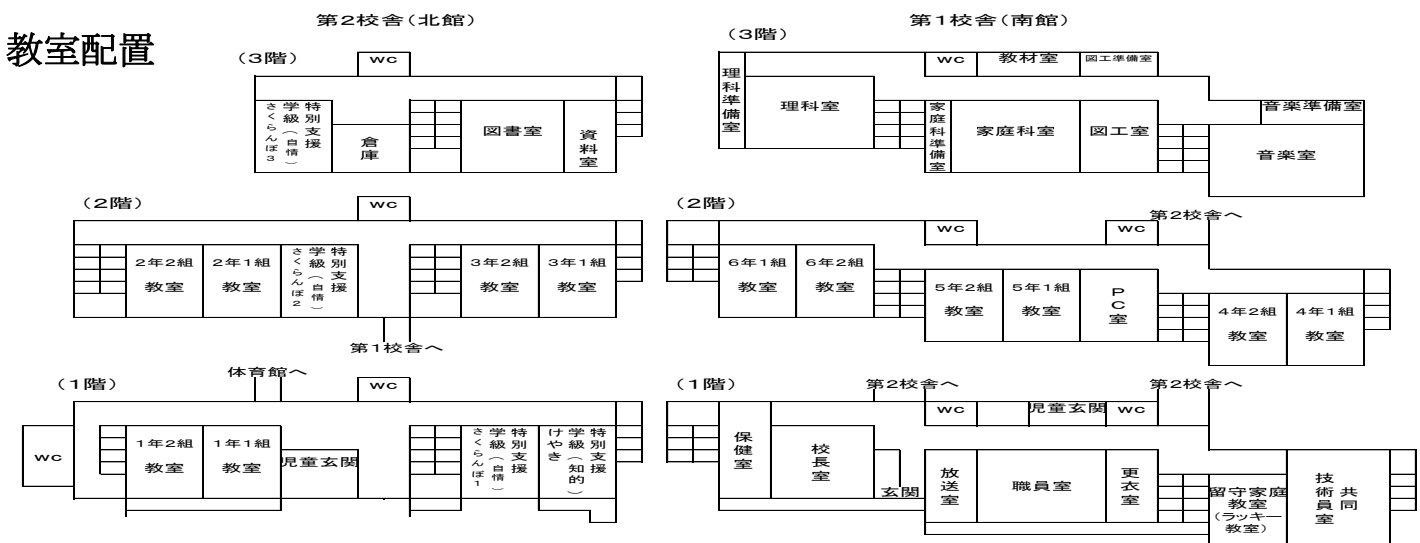 教室配置
第2校舎(北館)
(3階)
WC
特別支援
学級(自情)
さくらんぼ3
倉庫
図書室
資料室
(2階)
WC
2年2組
教室
2年1組
教室
特別支援
学級(自情)
さくらんぼ2
3年2組
教室
3年1組
教室
第1校舎へ
(1階)
体育館へ
WC
WC
1年2組
教室
1年1組
教室
児童玄関
特別支援
学級(自情)
さくらんぼ1
特別支援
学級(知的)
けやき
第1校舎(南館)
(3階)
理科準備室
理科室
WC
教材室
図工準備室
家庭科準備室
家庭科室
図工室
音楽準備室
音楽室
(2階)
第2校舎へ
WC
WC
6年1組
教室
6年2組
教室
5年2組
教室
5年1組
教室
PC室
4年2組
教室
4年1組
教室
(1階)
第2校舎へ
第2校舎へ
WC
児童玄関
WC
保健室
校長室
玄関
放送室
職員室
更衣室
留守家庭
教室
(ラッキー
教室)
共同
技術員室